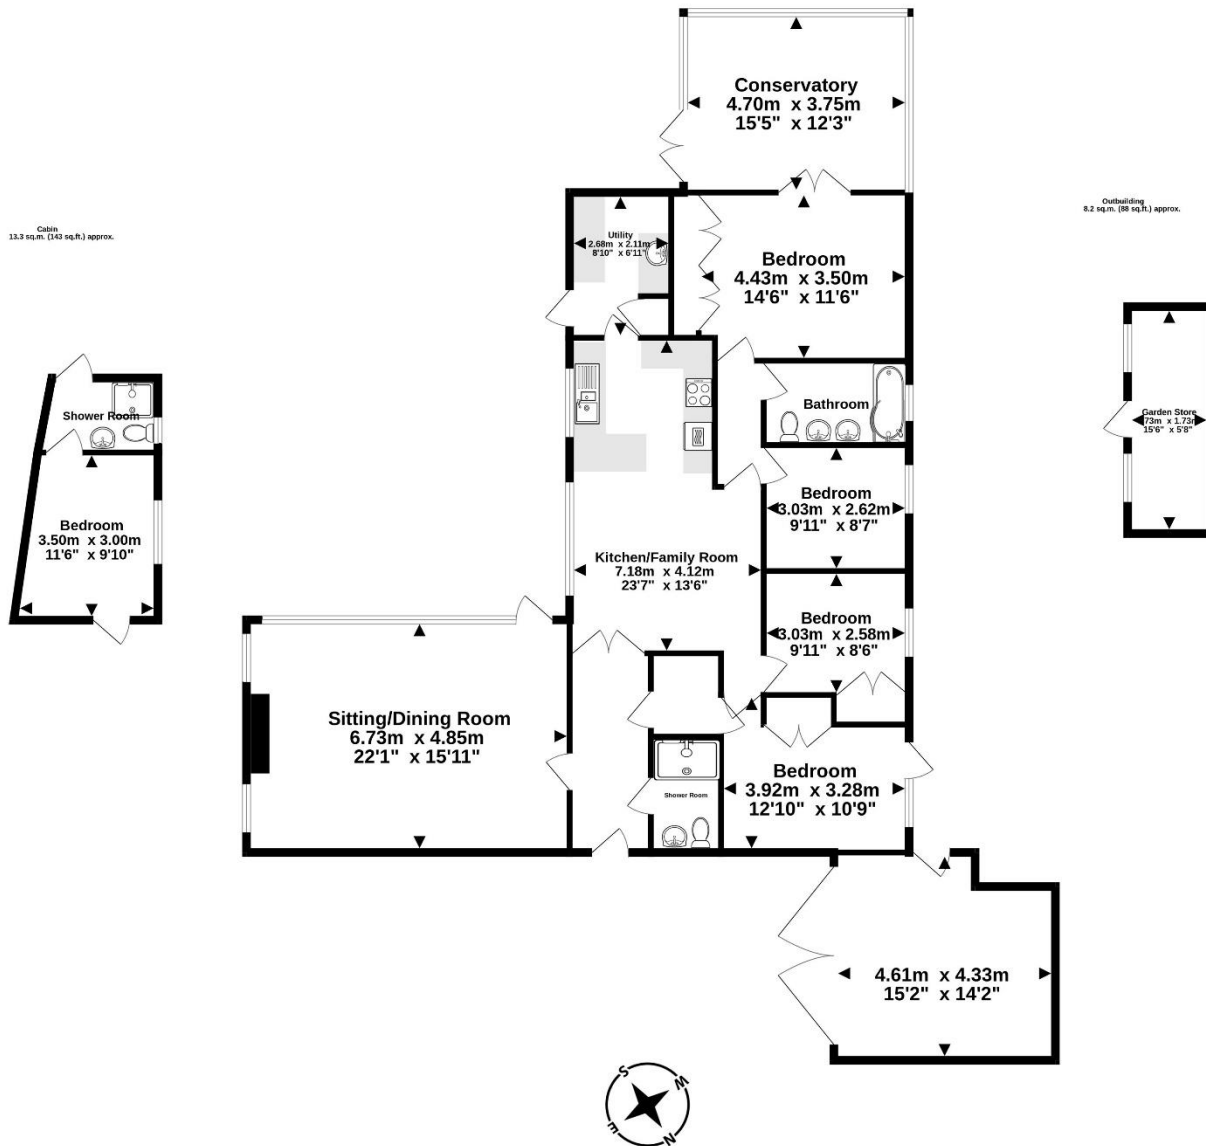 Conservatory
4.70m x 3.75m
15'5" x 12'3"
Cabin
13.3 sq.m. (143 sq.ft.) approx.
Outbuilding
8.2 sq.m. (88 sq.ft.) approx.
Utility
2.68m x 2.11m
8'10" x 6'11"
Bedroom
4.43m x 3.50m
14'6" x 11'6"
Shower Room
Bedroom
3.50m x 3.00m
11'6" x 9'10"
Bathroom
Garden Store
73m x 1.73m
15'6" x 5'8"
Bedroom
3.03m x 2.62m
9'11" x 8'7"
Kitchen/Family Room
7.18m x 4.12m
23'7" x 13'6"
Bedroom
3.03m x 2.58m
9'11" x 8'6"
Sitting/Dining Room
6.73m x 4.85m
22'1" x 15'11"
Shower Room
Bedroom
3.92m x 3.28m
12'10" x 10'9"
4.61m x 4.33m
15'2" x 14'2"
S
W
E
N